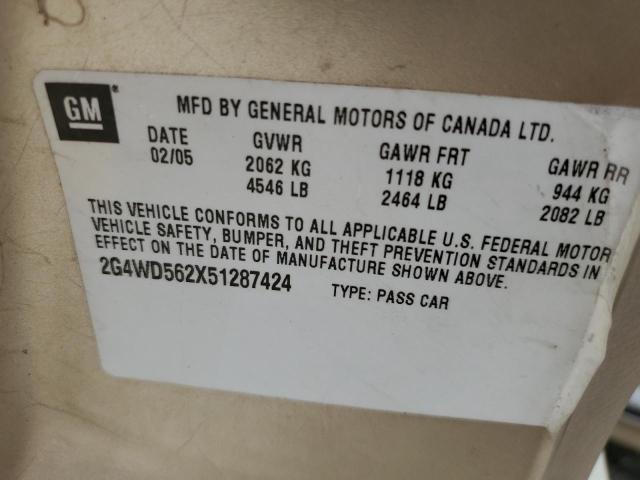 GM
MFD BY GENERAL MOTORS OF CANADA LTD.
DATE GVWR GAWR FRT GAWR RR
02/05 2062 KG 1118 KG 944 KG
4546 LB 2464 LB 2082 LB
THIS VEHICLE CONFORMS TO ALL APPLICABLE U.S. FEDERAL MOTOR
VEHICLE SAFETY, BUMPER, AND THEFT PREVENTION STANDARDS IN
EFFECT ON THE DATE OF MANUFACTURE SHOWN ABOVE.
2G4WD562X51287424 TYPE: PASS CAR